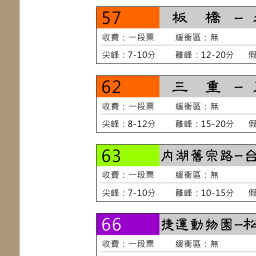 57 板 橋 –
收費：一段票 緩衝區：無
尖峰：7-10分 離峰：12-20分
62 三 重 –
收費：一段票 緩衝區：無
尖峰：8-12分 離峰：15-20分 假
63 內湖舊宗路–台
收費：一段票 緩衝區：無
尖峰：7-10分 離峰：10-15分 假
66 捷運動物園–松
收費：一段票 緩衝區：無